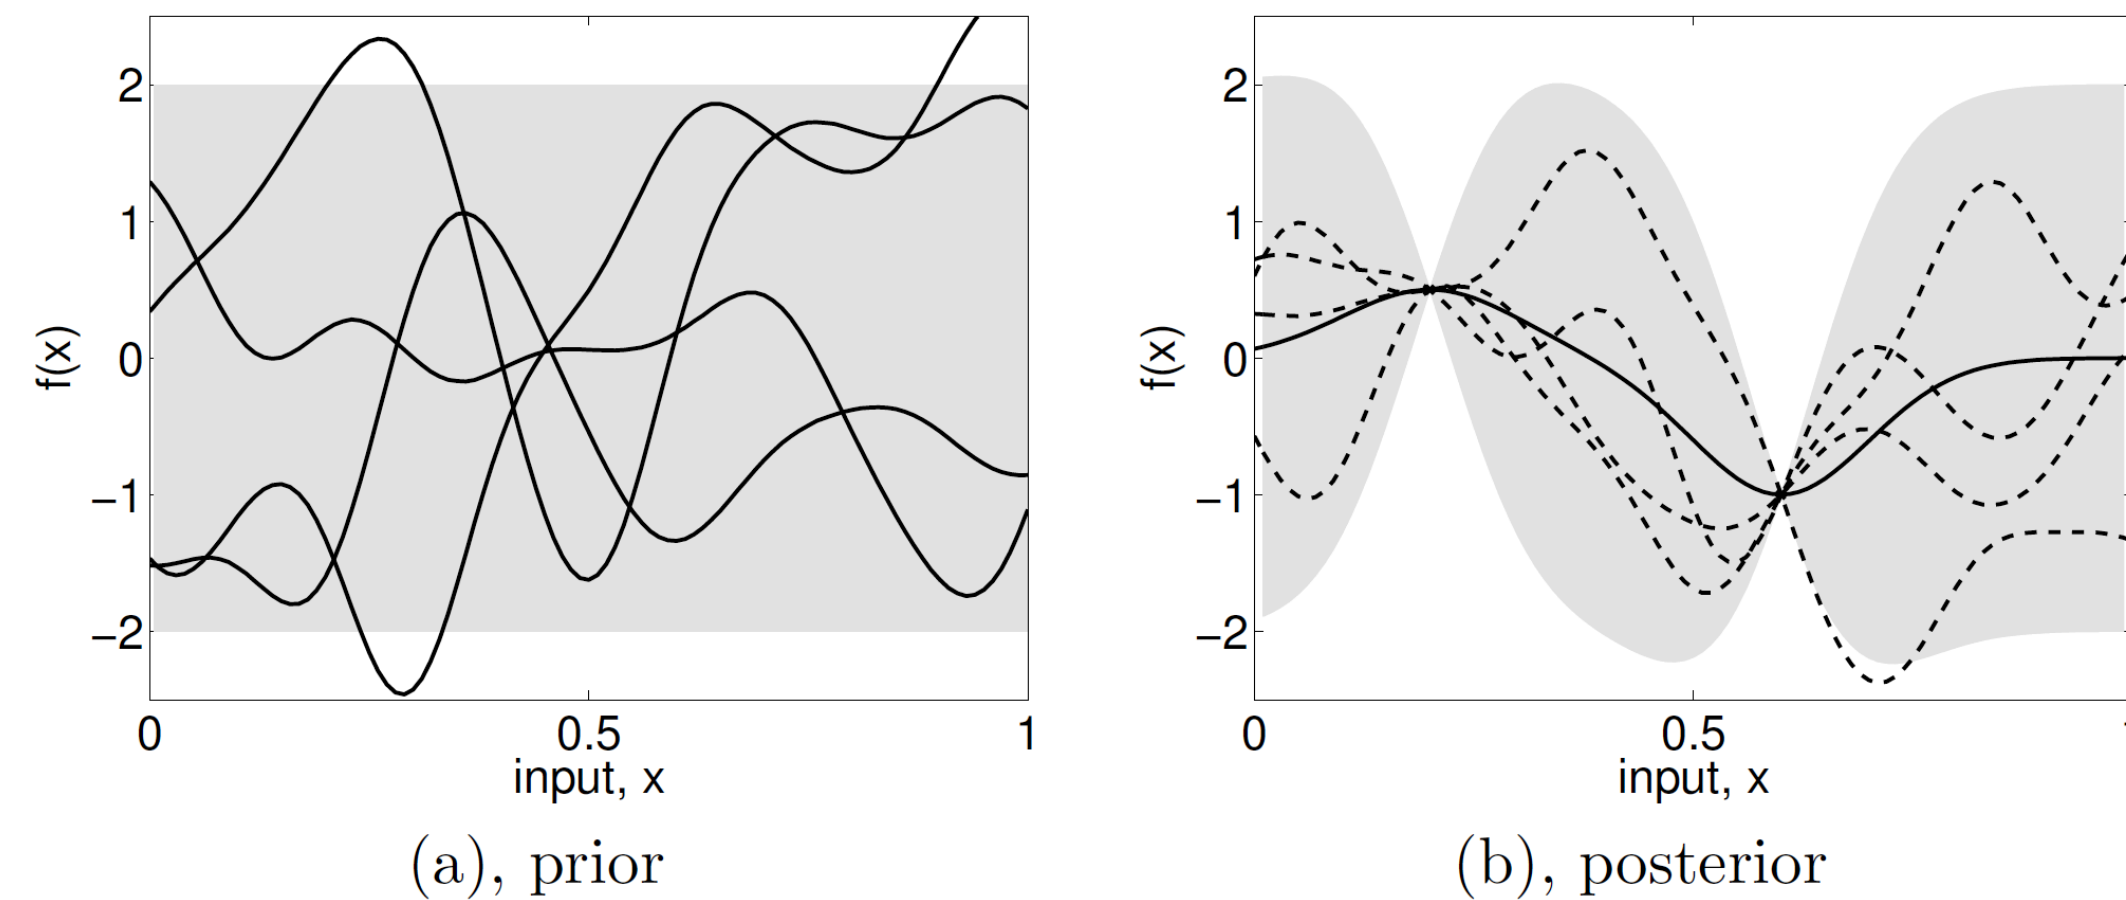 2
1
0
−1
−2
f(x)
0
0.5
1
input, x
(a), prior
2
1
0
−1
−2
f(x)
0
0.5
input, x
(b), posterior